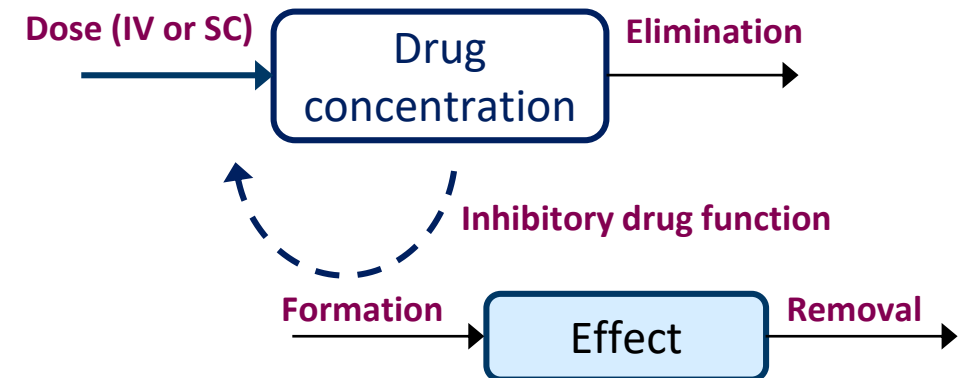 Dose (IV or SC)
Drug
concentration
Elimination
Inhibitory drug function
Formation
Effect
Removal